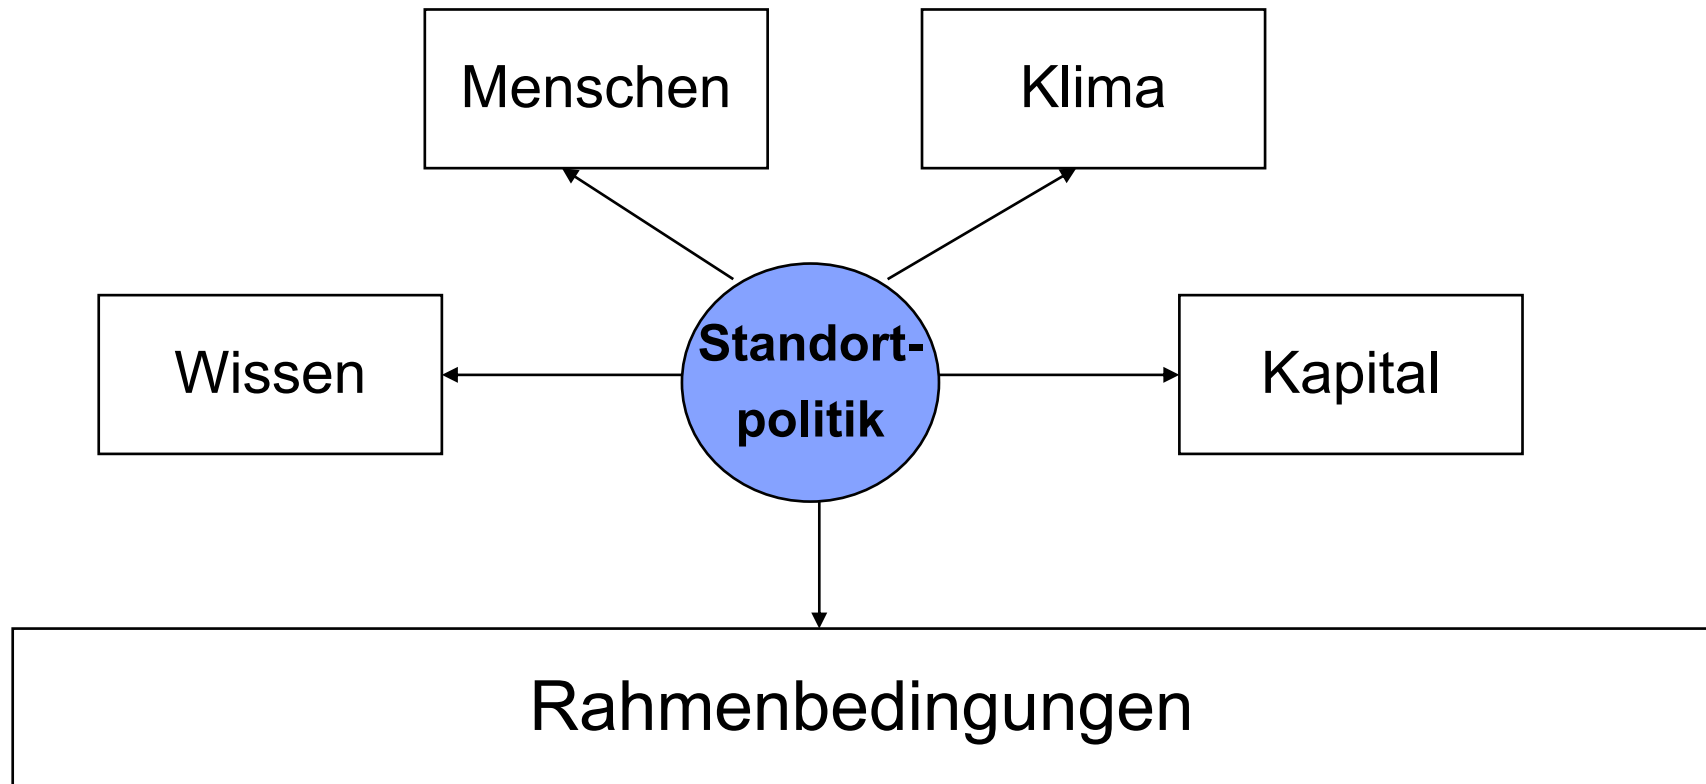 Menschen
Klima
Wissen
Standort-
politik
Kapital
Rahmenbedingungen